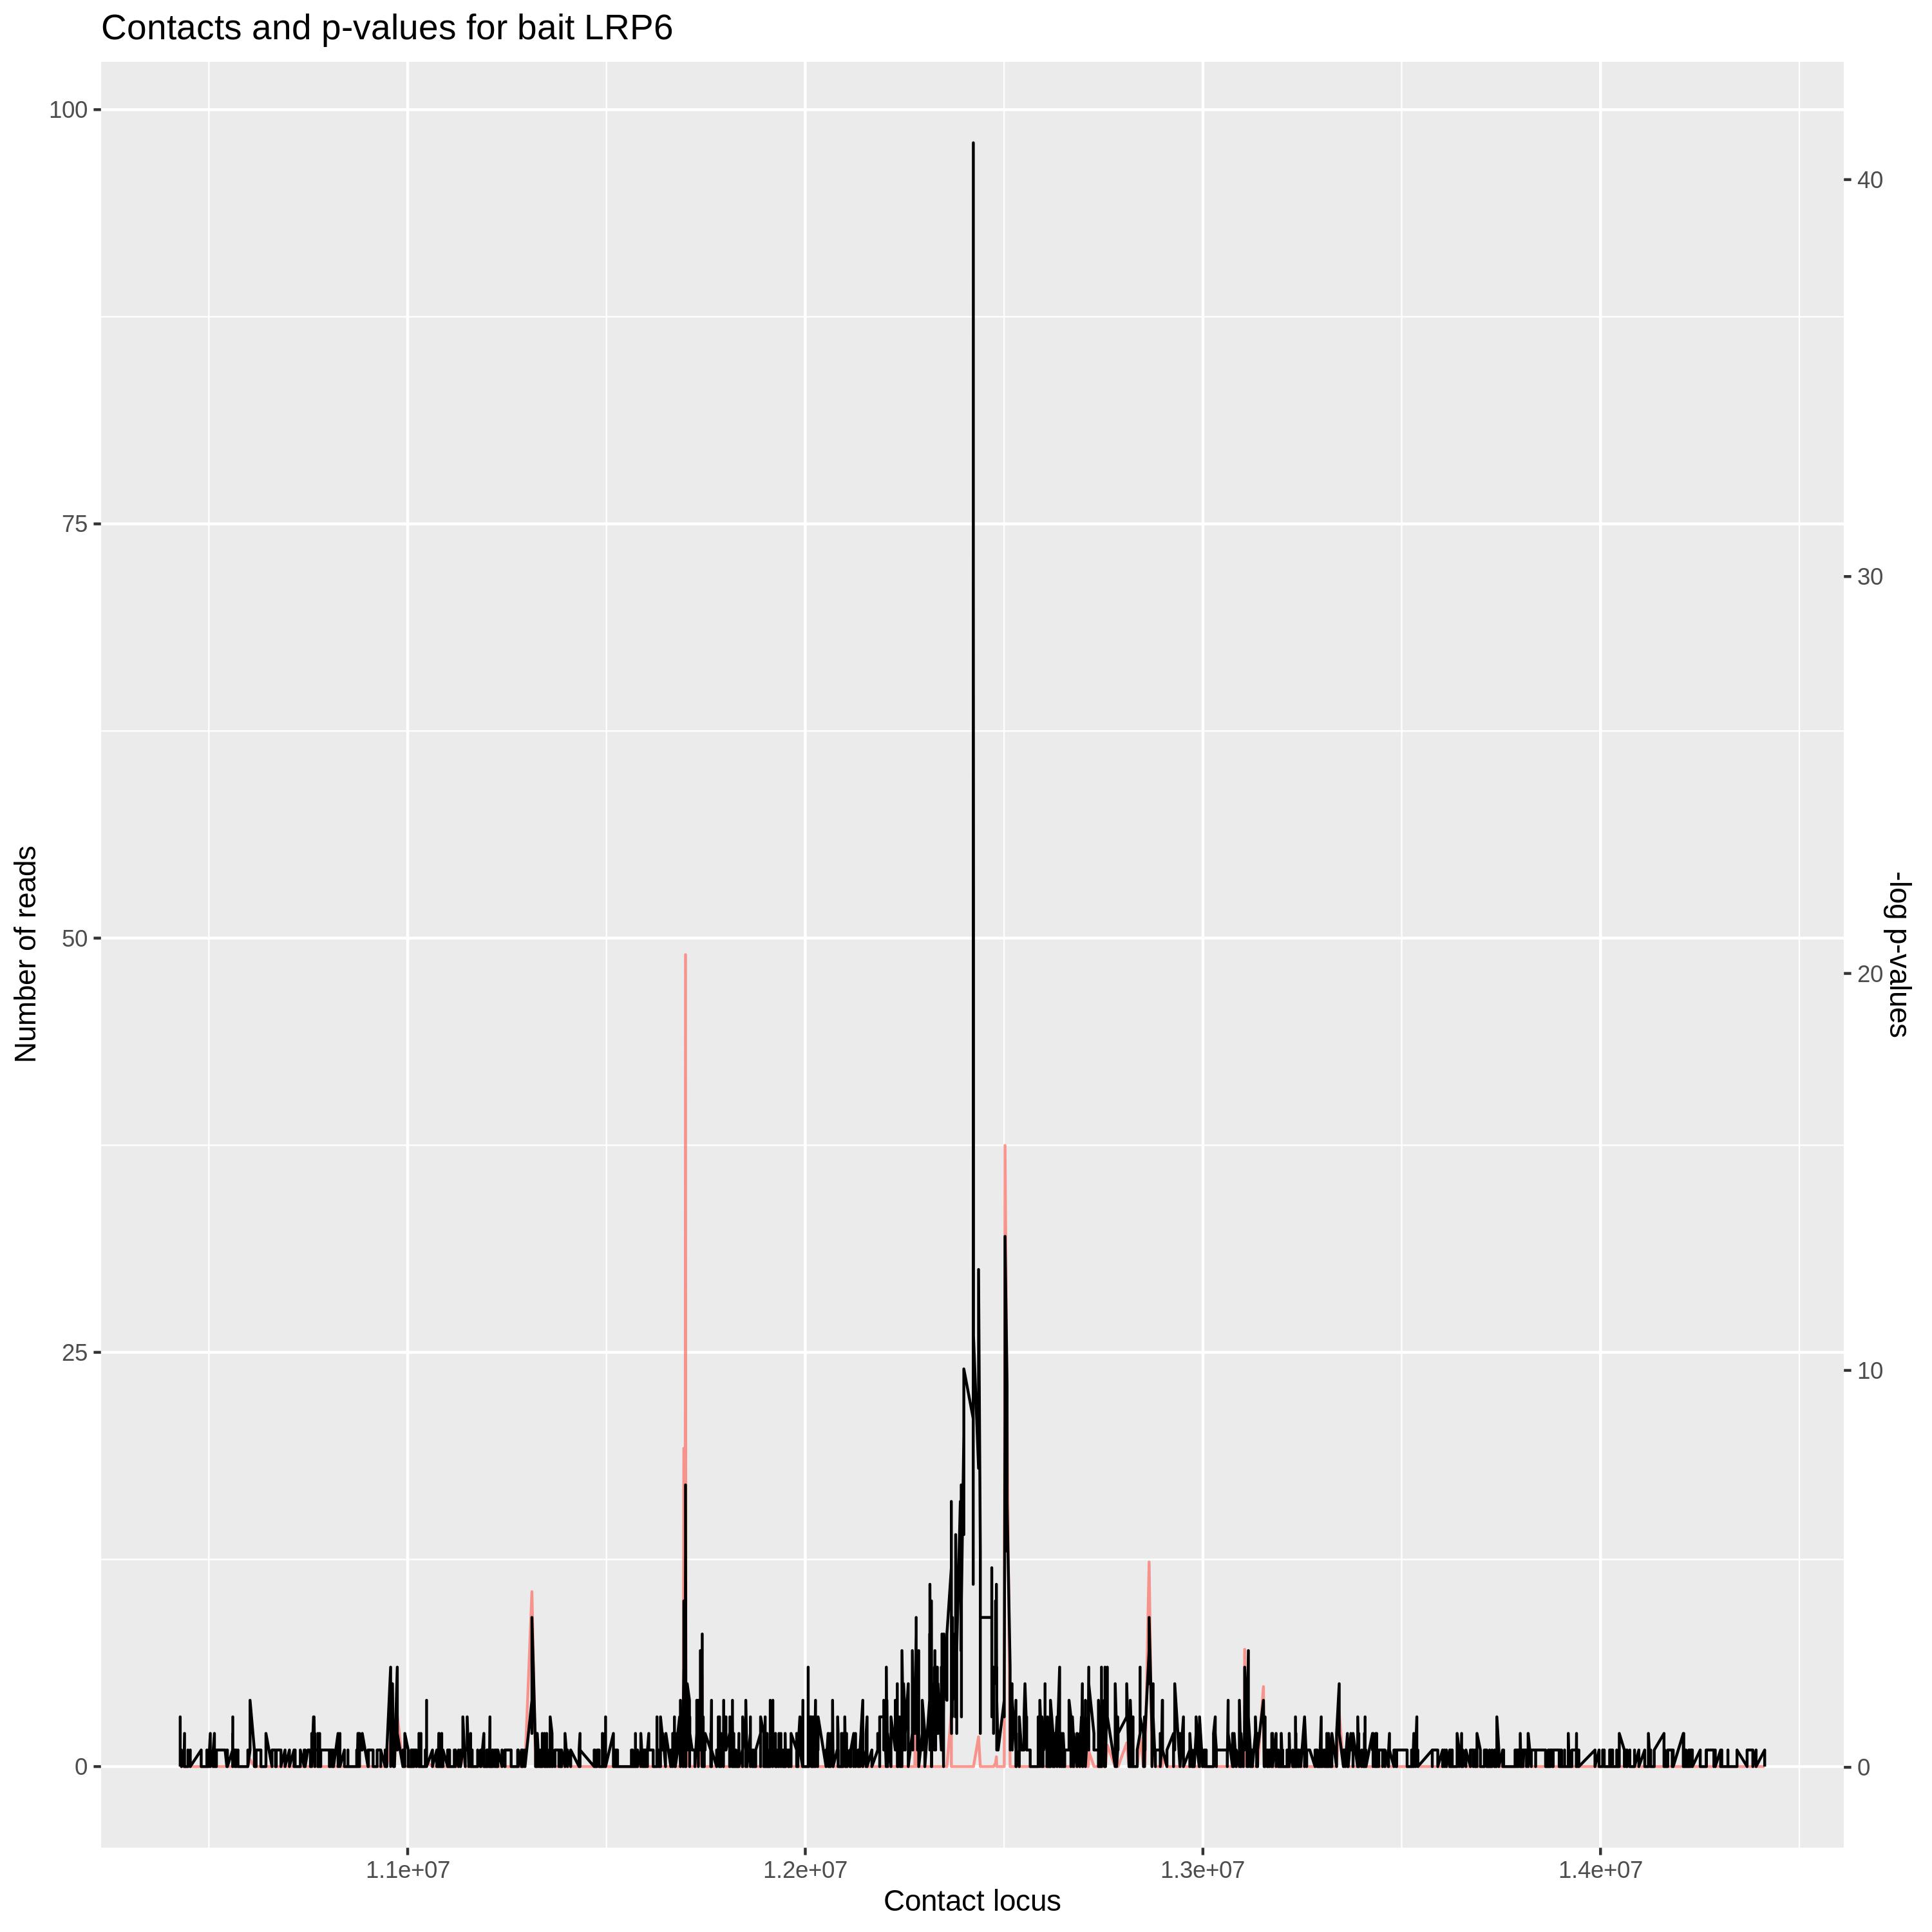 Contacts and p-values for bait LRP6
100
75
50
25
0
Number of reads
40
30
20
10
0
-log p-values
1.1e+07
1.2e+07
1.3e+07
1.4e+07
Contact locus